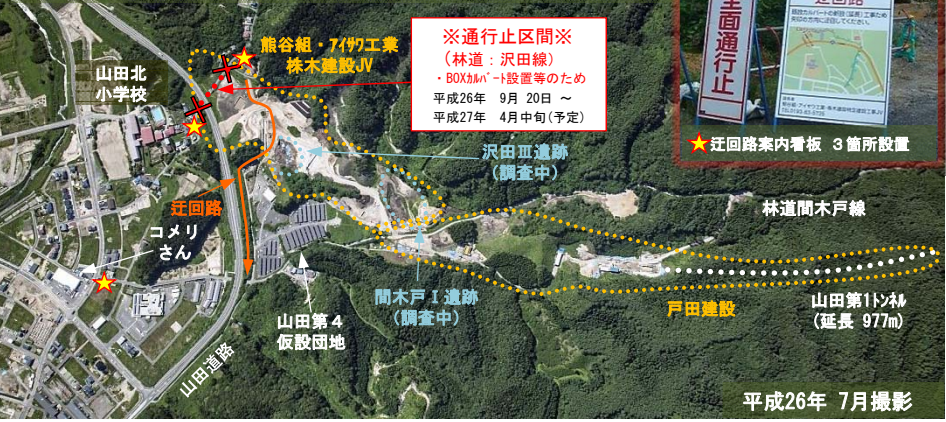 ※通行止区間※
（林道：沢田線）
・BOXｶﾙﾊﾞｰﾄ設置等のため
平成26年　9月 20日 ～
平成27年　4月中旬(予定)
熊谷組・ｱｲｻﾜ工業
株木建設JV
山田北
小学校
全面通行止
迂回路
迂回路案内看板 ３箇所設置
沢田Ⅲ遺跡
(調査中)
林道間木戸線
迂回路
コメリ
さん
間木戸Ⅰ遺跡
(調査中)
戸田建設
山田第1ﾄﾝﾈﾙ
(延長 977m)
山田第４
仮設団地
山田道路
平成26年 7月撮影